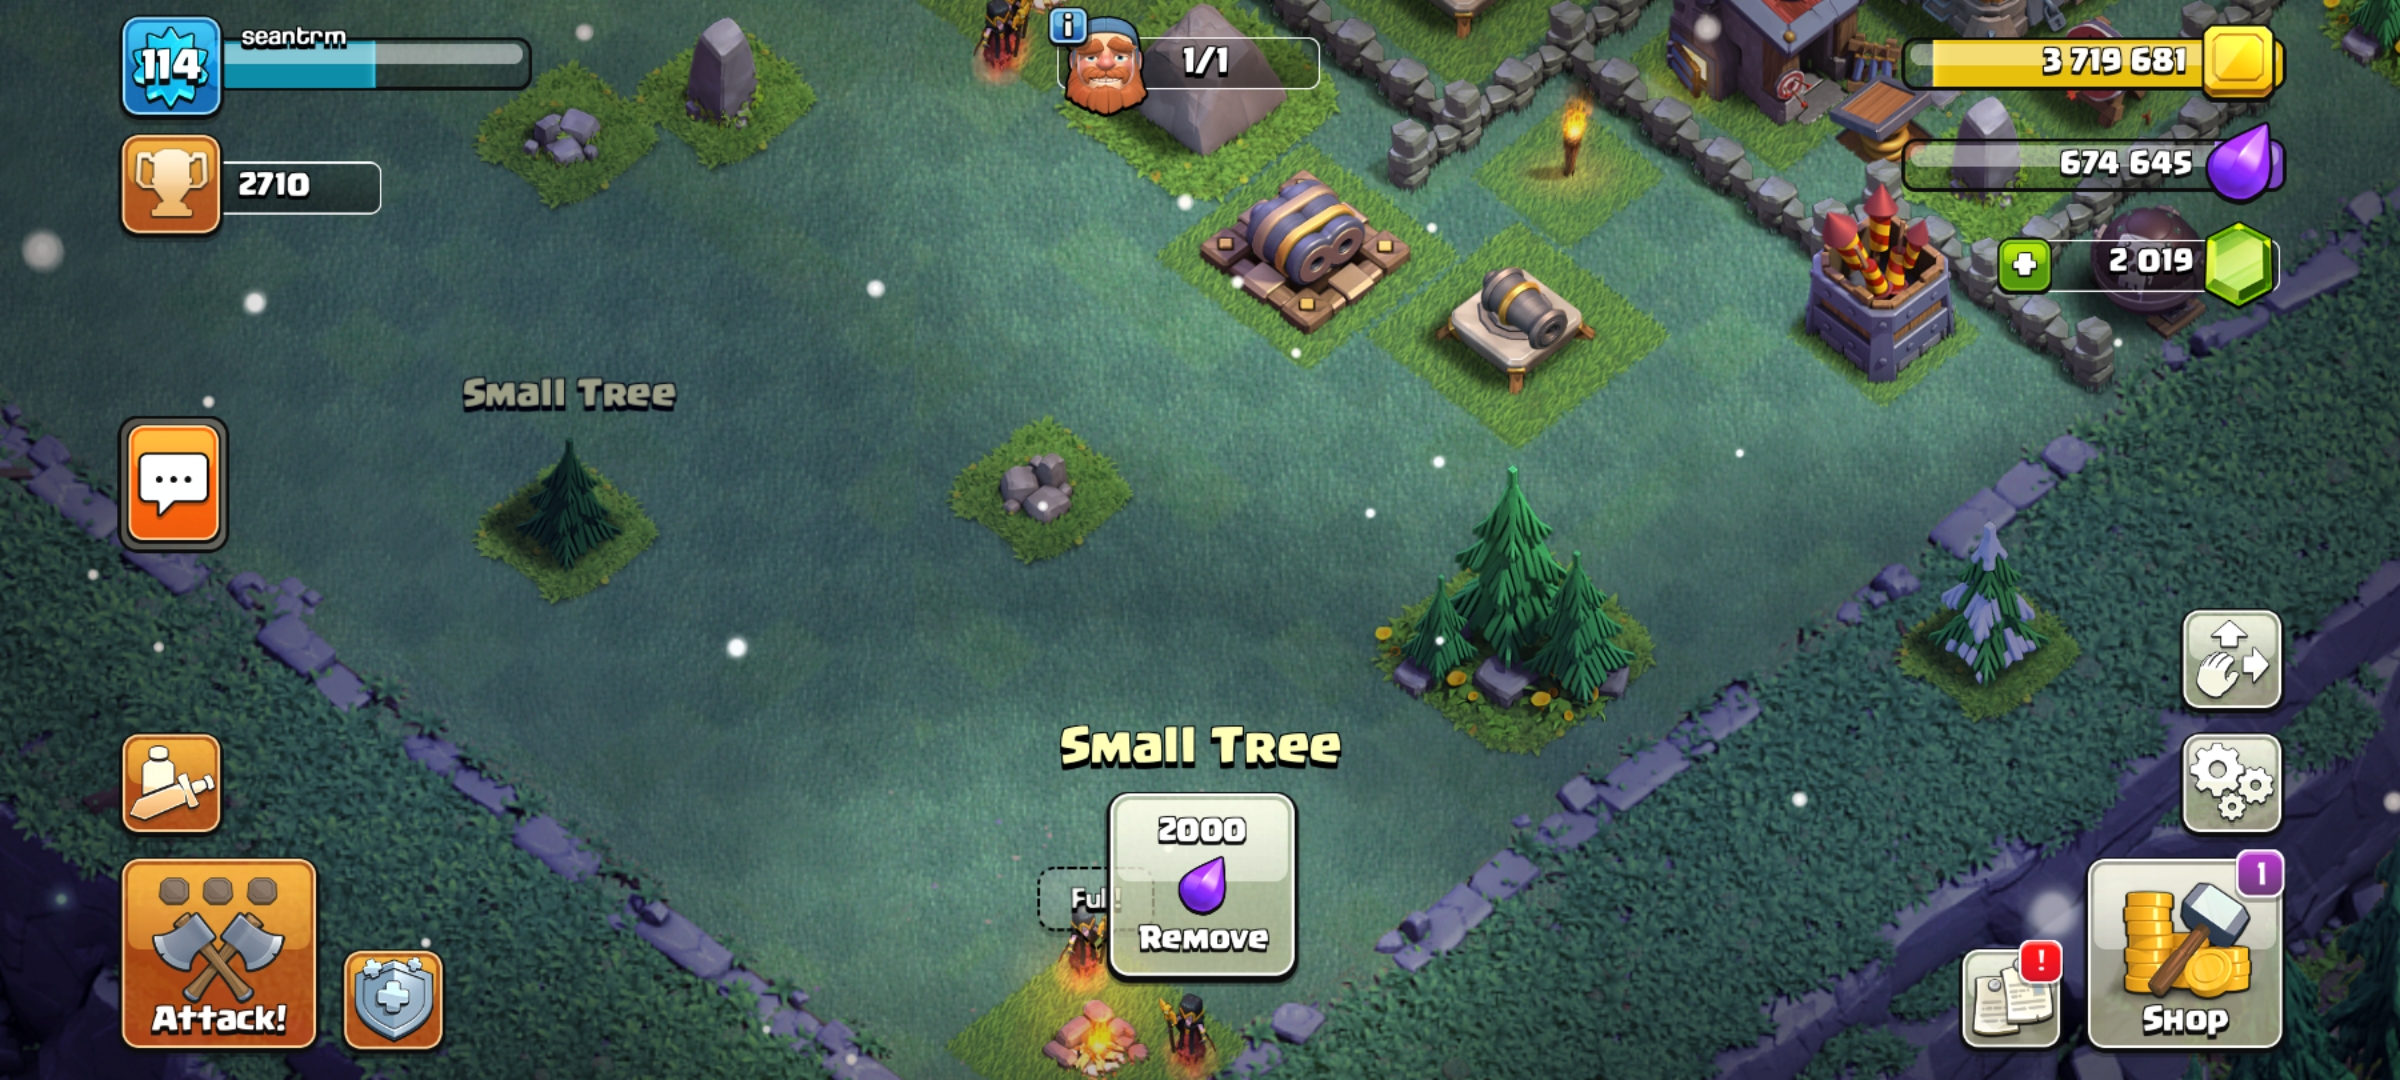 seantrm
114
1/1
3 719 681
2710
674 645
2 019
Small Tree
Small Tree
2000
Full
Remove
Attack!
1
!
Shop